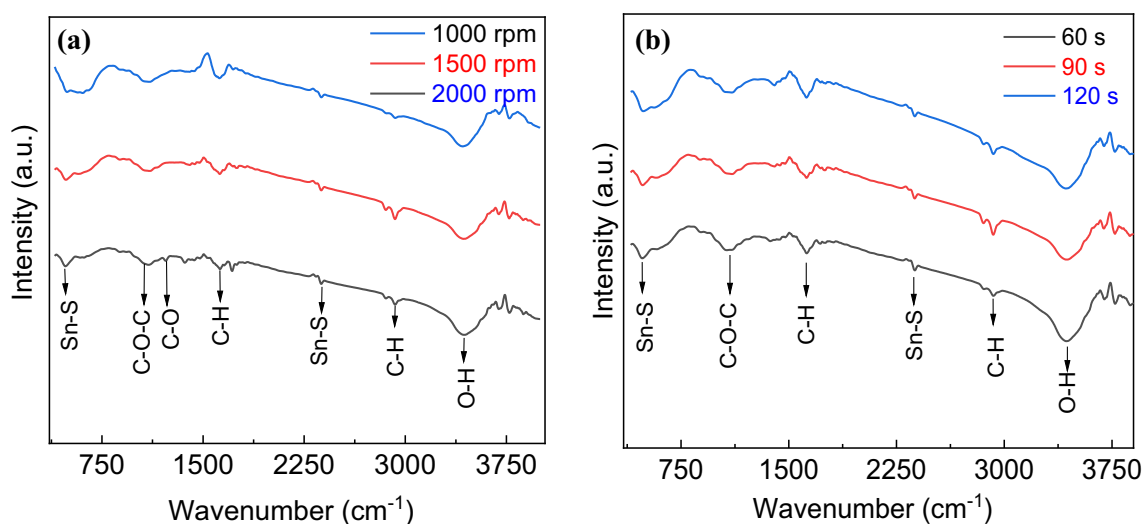 (a)
1000 rpm
1500 rpm
2000 rpm
Intensity (a.u.)
Sn-S
C-O-C
C-O
C-H
Sn-S
C-H
O-H
750 1500 2250 3000 3750
Wavenumber (cm⁻¹)
(b)
60 s
90 s
120 s
Intensity (a.u.)
Sn-S
C-O-C
C-H
Sn-S
C-H
O-H
750 1500 2250 3000 3750
Wavenumber (cm⁻¹)